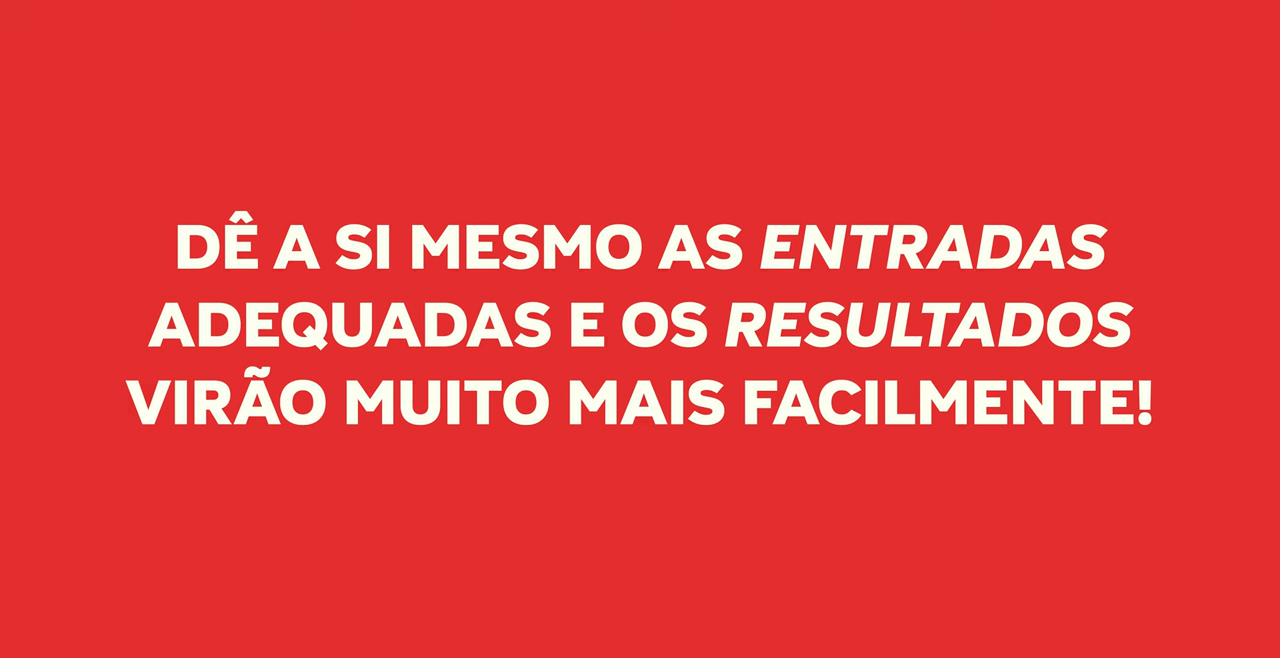 DÊ A SI MESMO AS ENTRADAS
ADEQUADAS E OS RESULTADOS
VIRÃO MUITO MAIS FACILMENTE!